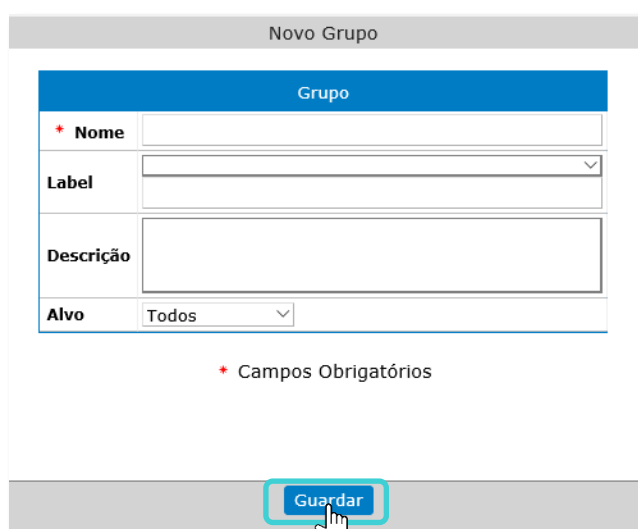 Novo Grupo
Grupo
* Nome
Label
Descrição
Alvo Todos
* Campos Obrigatórios
Guardar